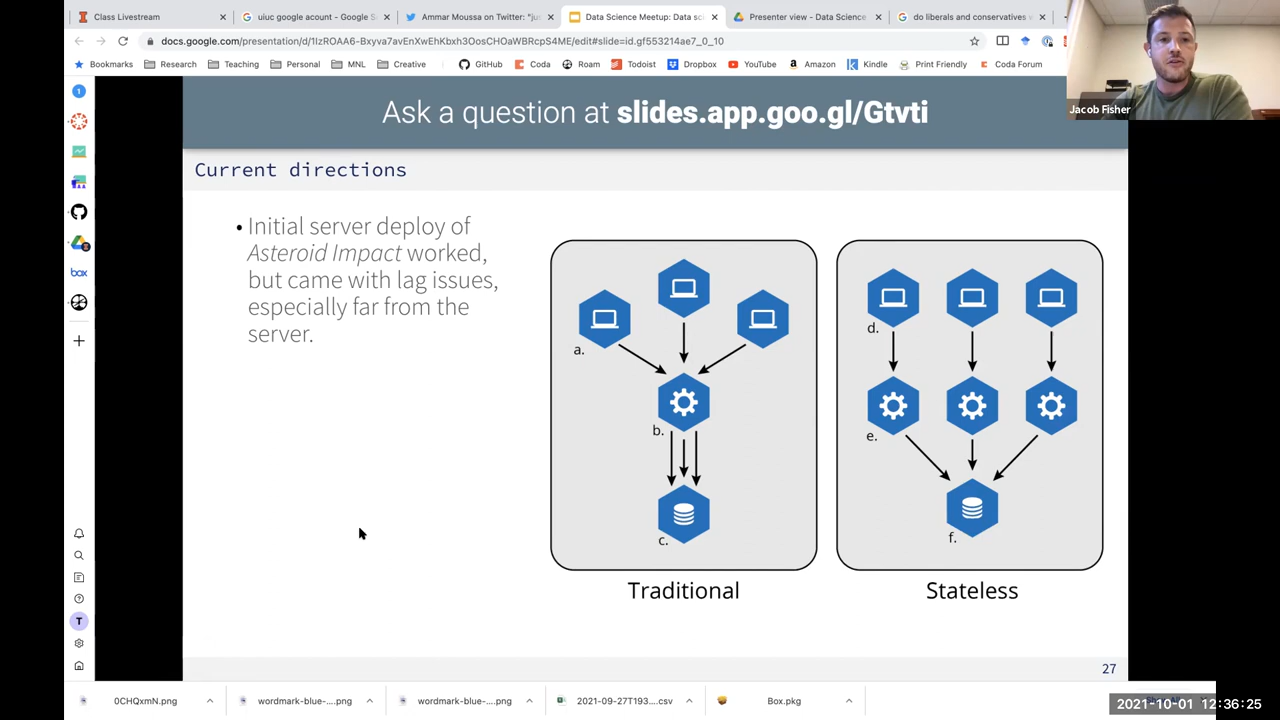 Class Livestream
uiuc google acount - Google S
Ammar Moussa on Twitter: "jus
Data Science Meetup: Data sci
Presenter view - Data Science
do liberals and conservatives e
docs.google.com/presentation/d/1IzROAA6-Bxyva7avEnXwEhKbxh3OosCHOaWBRcpS4ME/edit#slide=id.gf553214ae7_0_10
Bookmarks
Research
Teaching
Personal
MNL
Creative
GitHub
Coda
Roam
Todoist
Dropbox
YouTube
Amazon
Kindle
Print Friendly
Coda Forum
Jacob Fisher
Ask a question at slides.app.goo.gl/Gtvti
Current directions
• Initial server deploy of
Asteroid Impact worked,
but came with lag issues,
especially far from the
server.
a.
b.
c.
Traditional
d.
e.
f.
Stateless
27
1
box
T
0CHQxmN.png
wordmark-blue-....png
wordmark-blue-....png
2021-09-27T193....csv
Box.pkg
2021-10-01 12:36:25